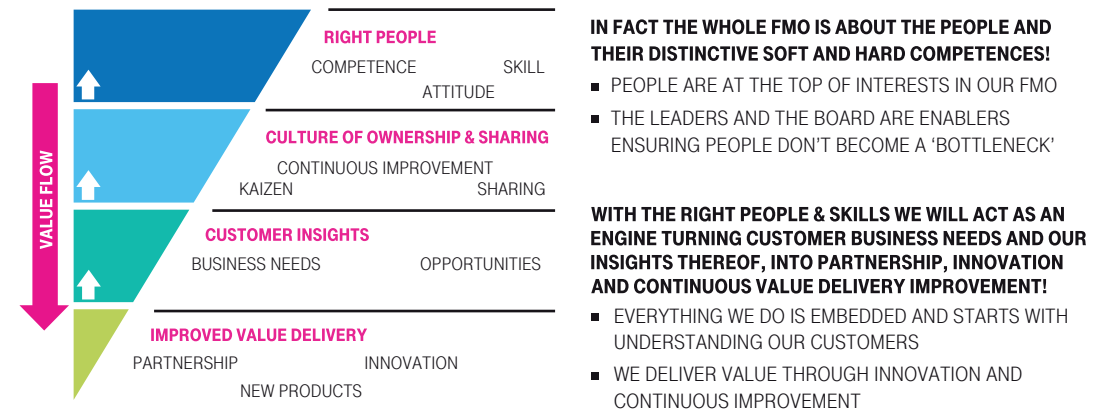 VALUE FLOW
RIGHT PEOPLE
COMPETENCE SKILL
ATTITUDE
CULTURE OF OWNERSHIP & SHARING
CONTINUOUS IMPROVEMENT
KAIZEN SHARING
CUSTOMER INSIGHTS
BUSINESS NEEDS OPPORTUNITIES
IMPROVED VALUE DELIVERY
PARTNERSHIP INNOVATION
NEW PRODUCTS
IN FACT THE WHOLE FMO IS ABOUT THE PEOPLE AND
THEIR DISTINCTIVE SOFT AND HARD COMPETENCES!
▪ PEOPLE ARE AT THE TOP OF INTERESTS IN OUR FMO
▪ THE LEADERS AND THE BOARD ARE ENABLERS
ENSURING PEOPLE DON’T BECOME A ‘BOTTLENECK’
WITH THE RIGHT PEOPLE & SKILLS WE WILL ACT AS AN
ENGINE TURNING CUSTOMER BUSINESS NEEDS AND OUR
INSIGHTS THEREOF, INTO PARTNERSHIP, INNOVATION
AND CONTINUOUS VALUE DELIVERY IMPROVEMENT!
▪ EVERYTHING WE DO IS EMBEDDED AND STARTS WITH
UNDERSTANDING OUR CUSTOMERS
▪ WE DELIVER VALUE THROUGH INNOVATION AND
CONTINUOUS IMPROVEMENT